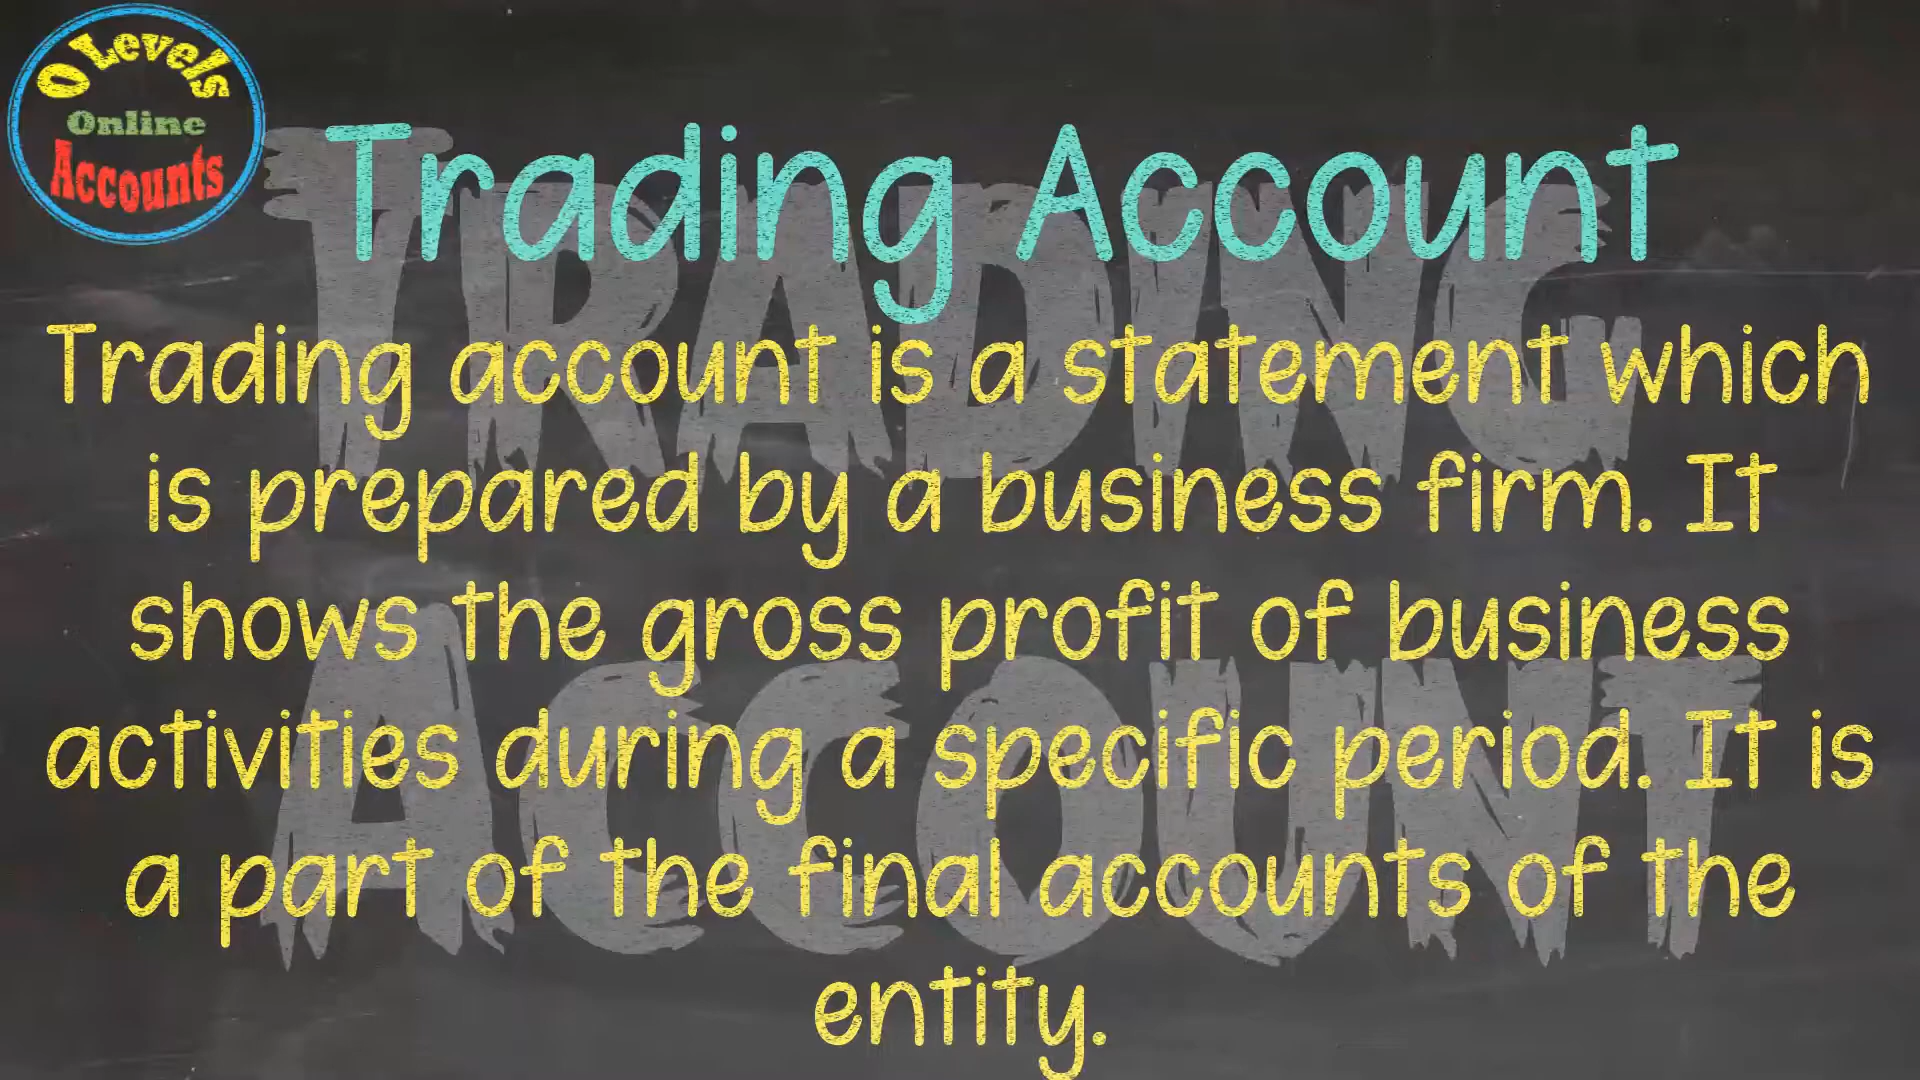 O Levels
Online
Accounts
TRADING
ACCOUNT
Trading Account
Trading account is a statement which
is prepared by a business firm. It
shows the gross profit of business
activities during a specific period. It is
a part of the final accounts of the
entity.